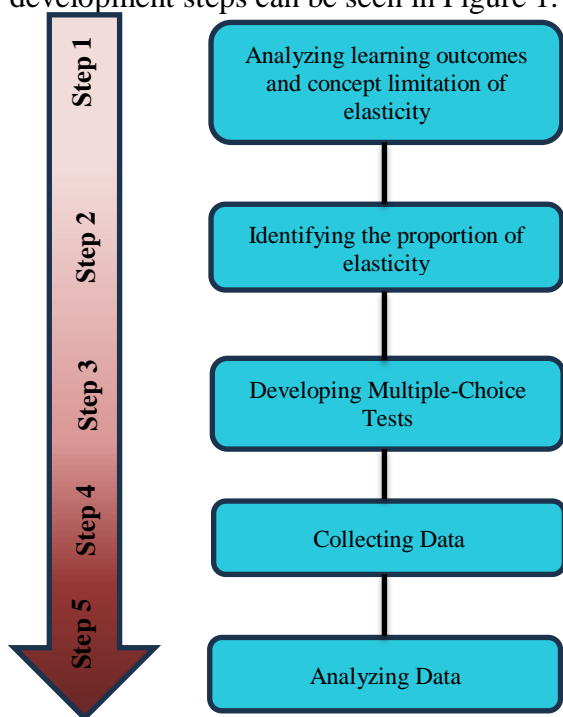 development steps can be seen in Figure 1.
Step 1
Analyzing learning outcomes
and concept limitation of
elasticity
Step 2
Identifying the proportion of
elasticity
Step 3
Developing Multiple-Choice
Tests
Step 4
Collecting Data
Step 5
Analyzing Data